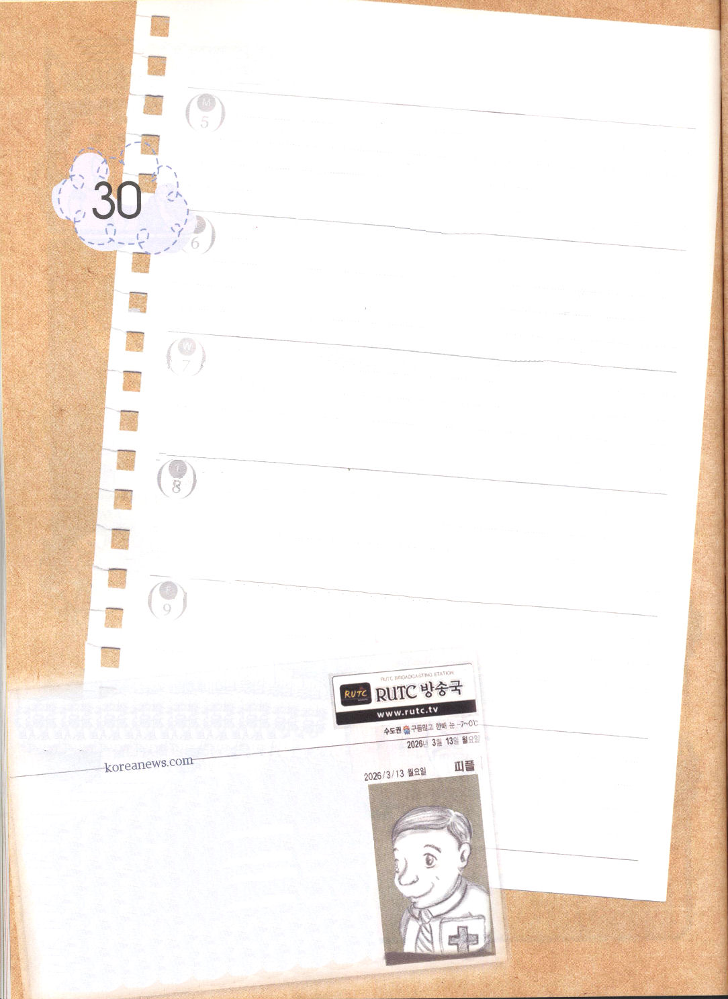 M
5
30
6
W
7
T
8
F
9
RUTC BROADCASTING STATION
RUTC RUTC 방송국
www.rutc.tv
수도권 구름많고 한때 눈 -7~0℃
2026년 3월 13일 월요일
koreanews.com
2026/3/13 월요일 피플